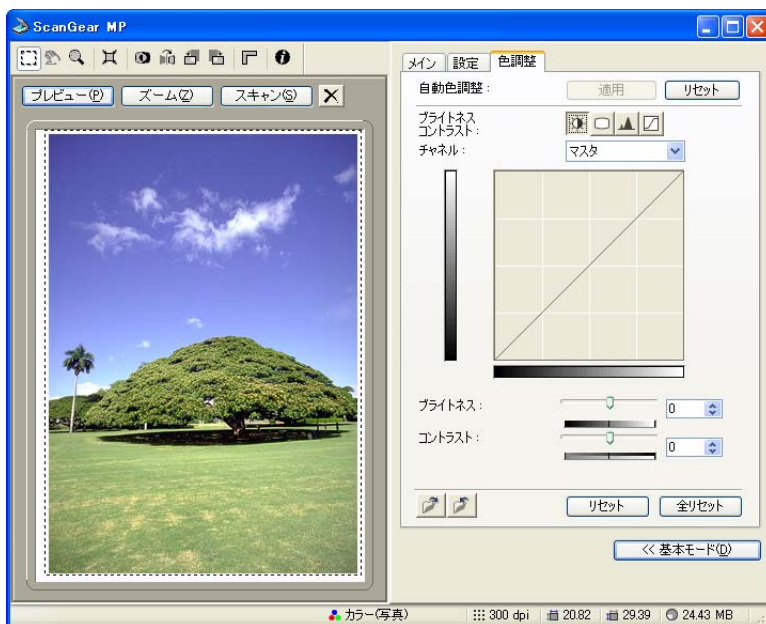 ScanGear MP
プレビュー(P) ズーム(Z) スキャン(S)
メイン 設定 色調整
自動色調整： 適用 リセット
ブライトネス
コントラスト：
チャネル： マスタ
ブライトネス： 0
コントラスト： 0
リセット 全リセット
<< 基本モード(D)
カラー(写真) 300 dpi 20.82 29.39 24.43 MB